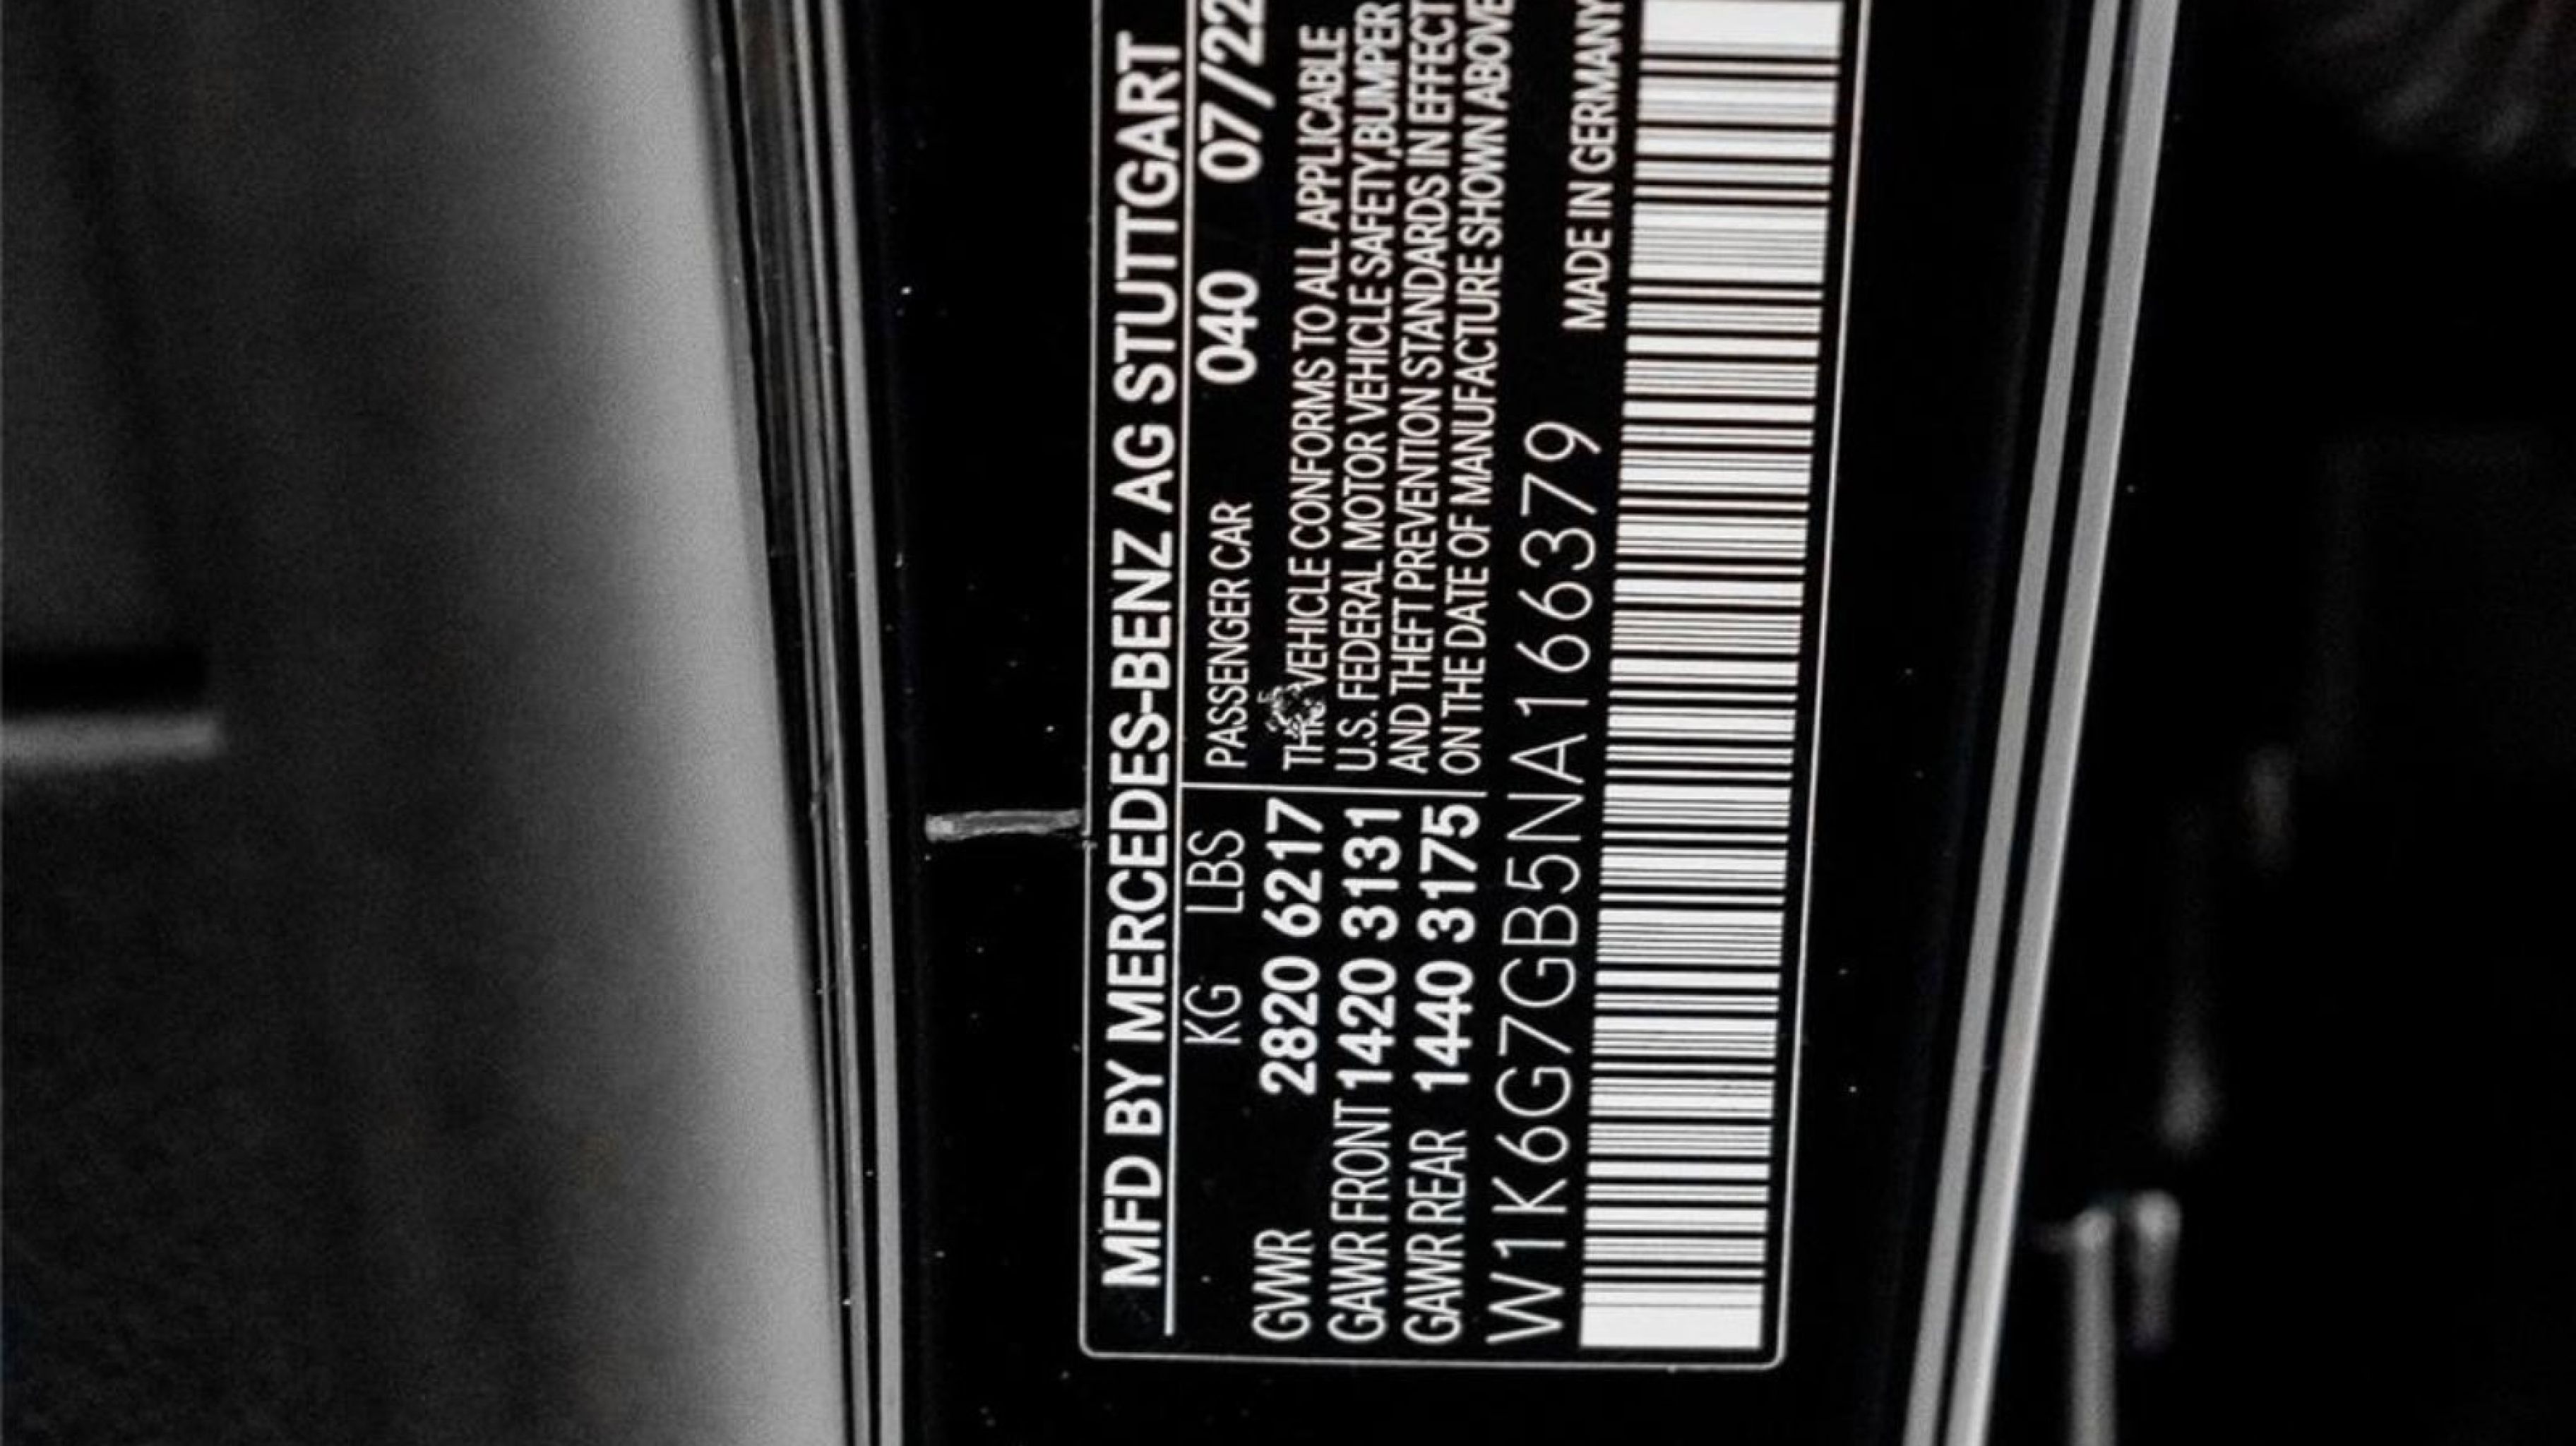 MFD BY MERCEDES-BENZ AG STUTTGART
KG LBS
GVWR 2820 6217
GAWR FRONT 1420 3131
GAWR REAR 1440 3175
PASSENGER CAR 040 07/22
THIS VEHICLE CONFORMS TO ALL APPLICABLE
U.S. FEDERAL MOTOR VEHICLE SAFETY,BUMPER
AND THEFT PREVENTION STANDARDS IN EFFECT
ON THE DATE OF MANUFACTURE SHOWN ABOVE
W1K6G7GB5NA166379
MADE IN GERMANY